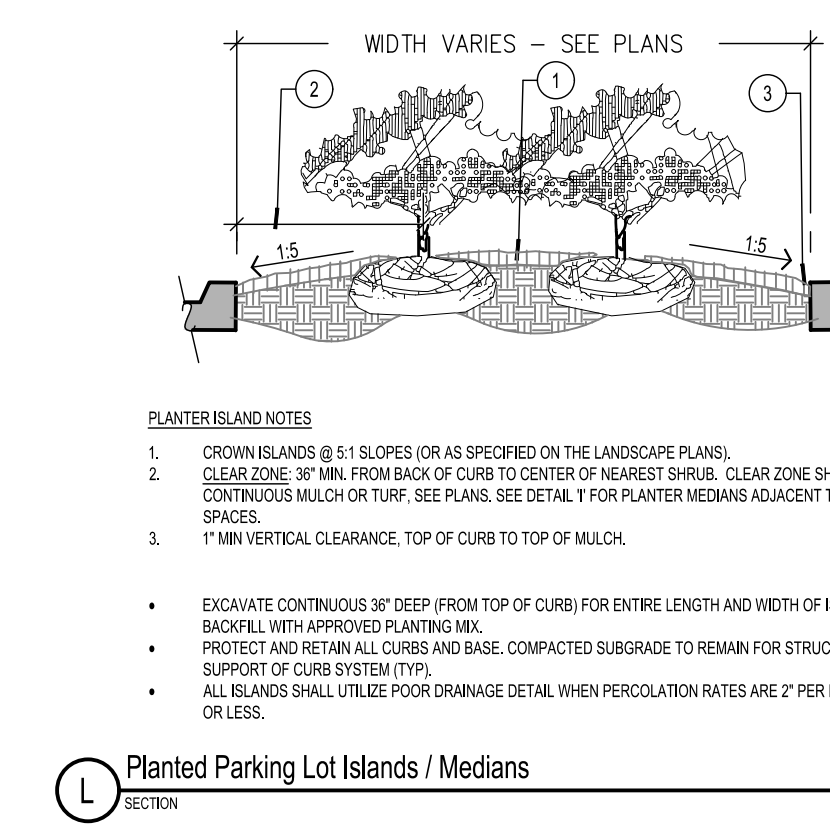 WIDTH VARIES – SEE PLANS
2
1
3
1:5
1:5
PLANTER ISLAND NOTES
1. CROWN ISLANDS @ 5:1 SLOPES (OR AS SPECIFIED ON THE LANDSCAPE PLANS).
2. CLEAR ZONE: 36" MIN. FROM BACK OF CURB TO CENTER OF NEAREST SHRUB. CLEAR ZONE SH
CONTINUOUS MULCH OR TURF, SEE PLANS. SEE DETAIL 'I' FOR PLANTER MEDIANS ADJACENT T
SPACES.
3. 1" MIN VERTICAL CLEARANCE, TOP OF CURB TO TOP OF MULCH.
• EXCAVATE CONTINUOUS 36" DEEP (FROM TOP OF CURB) FOR ENTIRE LENGTH AND WIDTH OF
BACKFILL WITH APPROVED PLANTING MIX.
• PROTECT AND RETAIN ALL CURBS AND BASE. COMPACTED SUBGRADE TO REMAIN FOR STRUC
SUPPORT OF CURB SYSTEM (TYP).
• ALL ISLANDS SHALL UTILIZE POOR DRAINAGE DETAIL WHEN PERCOLATION RATES ARE 2" PER
OR LESS.
L
Planted Parking Lot Islands / Medians
SECTION